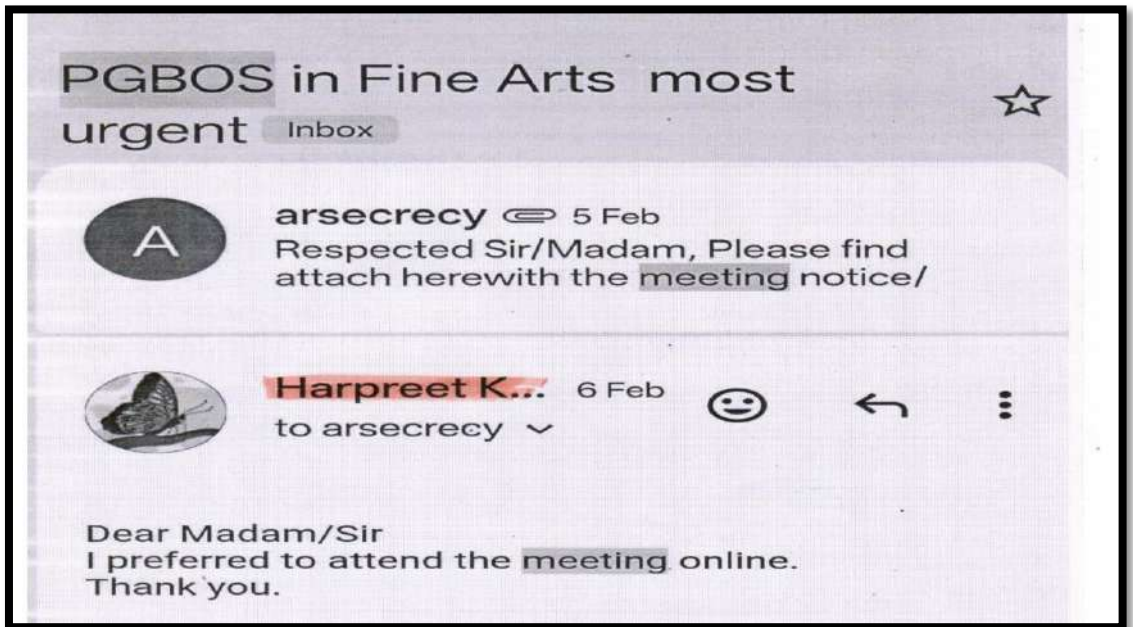 PGBOS in Fine Arts most
urgent Inbox
A
arsecrecy 5 Feb
Respected Sir/Madam, Please find
attach herewith the meeting notice/
Harpreet K... 6 Feb
to arsecrecy
Dear Madam/Sir
I preferred to attend the meeting online.
Thank you.